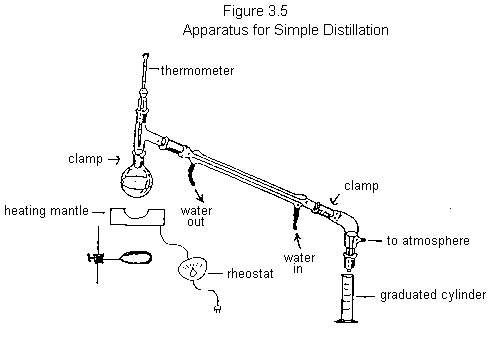 Figure 3.5
Apparatus for Simple Distillation
thermometer
clamp
clamp
heating mantle
water
out
water
in
to atmosphere
rheostat
graduated cylinder